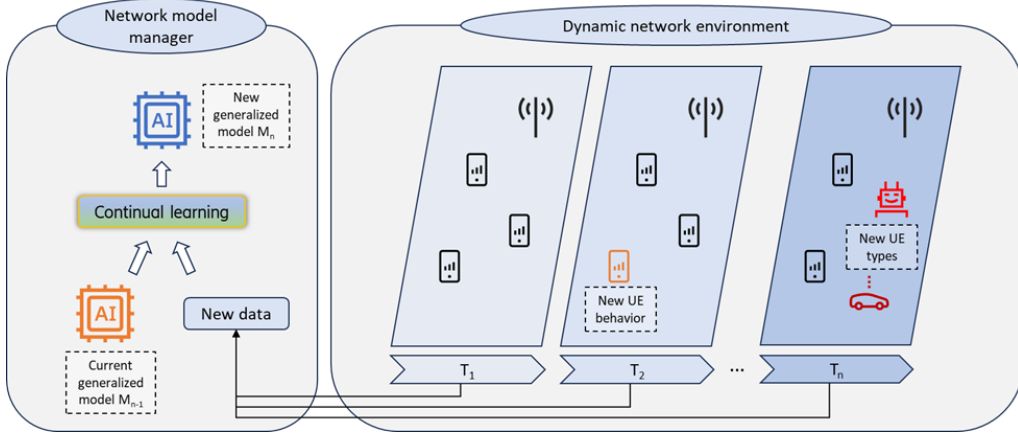 Network model
manager
AI
New
generalized
model Mₙ
Continual learning
AI
New data
Current
generalized
model Mₙ₋₁
Dynamic network environment
New UE
behavior
New UE
types
T₁
T₂
...
Tₙ